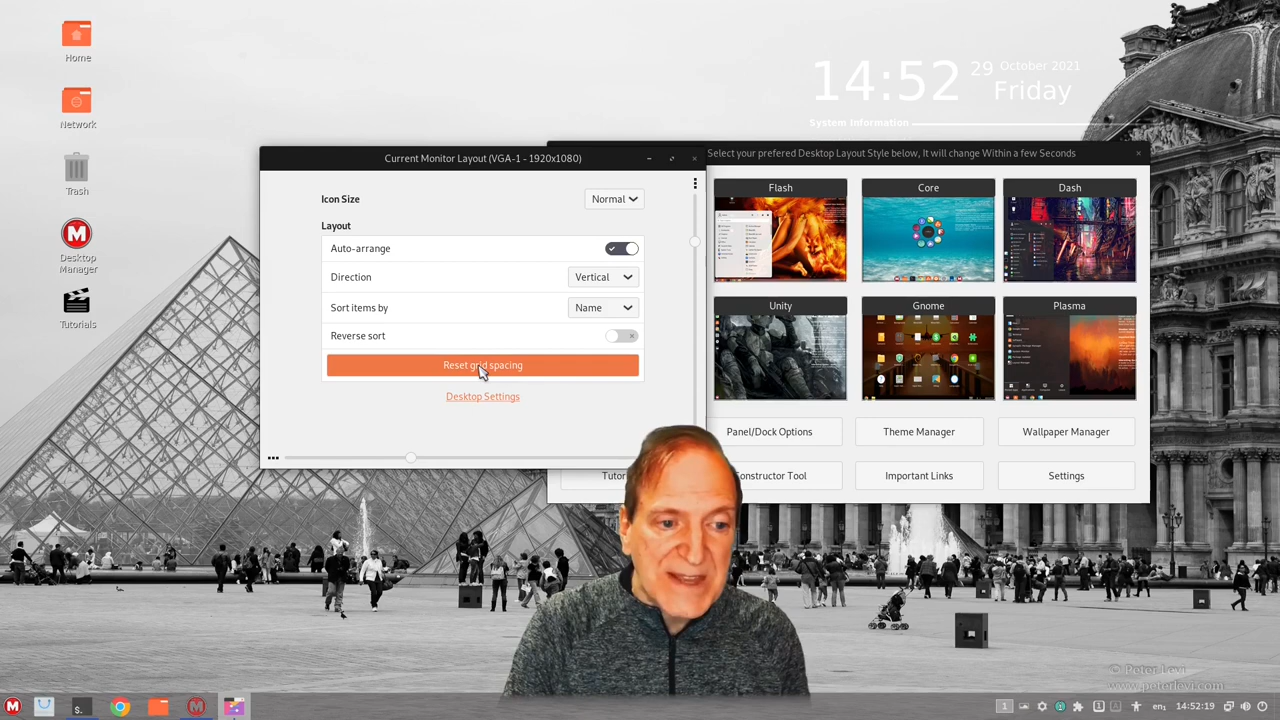 Home
Network
Trash
Desktop
Manager
Tutorials
14:52
29 October 2021
Friday
System Information
Current Monitor Layout (VGA-1 - 1920x1080)
Icon Size
Normal
Layout
Auto-arrange
Direction
Vertical
Sort items by
Name
Reverse sort
Reset grid spacing
Desktop Settings
Select your prefered Desktop Layout Style below, It will change Within a few Seconds
Flash
Core
Dash
Unity
Gnome
Plasma
Panel/Dock Options
Theme Manager
Wallpaper Manager
Constructor Tool
Important Links
Settings
© Peter Levi
www.peterlevi.com
S_
1
en₁
14:52:19